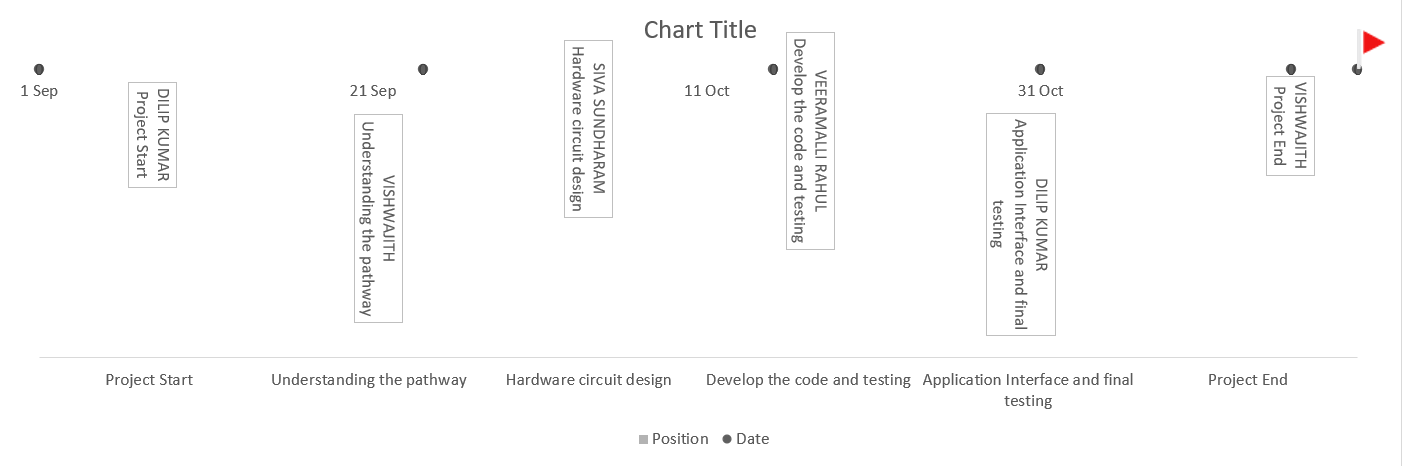 Chart Title
1 Sep
21 Sep
11 Oct
31 Oct
DILIP KUMAR
Project Start
VISHWAJITH
Understanding the pathway
SIVA SUNDHARAM
Hardware circuit design
VEERAMALLI RAHUL
Develop the code and testing
DILIP KUMAR
Application Interface and final
testing
VISHWAJITH
Project End
Project Start
Understanding the pathway
Hardware circuit design
Develop the code and testing
Application Interface and final
testing
Project End
Position
Date